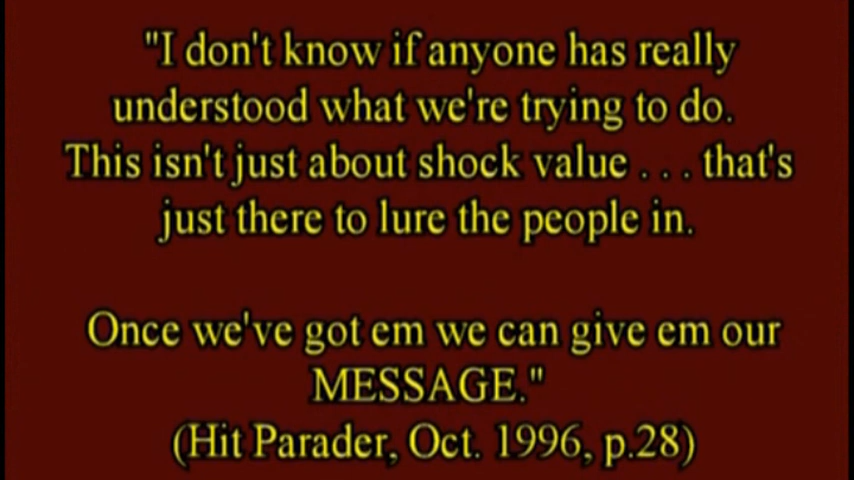 "I don't know if anyone has really
understood what we're trying to do.
This isn't just about shock value . . . that's
just there to lure the people in.
Once we've got em we can give em our
MESSAGE."
(Hit Parader, Oct. 1996, p.28)